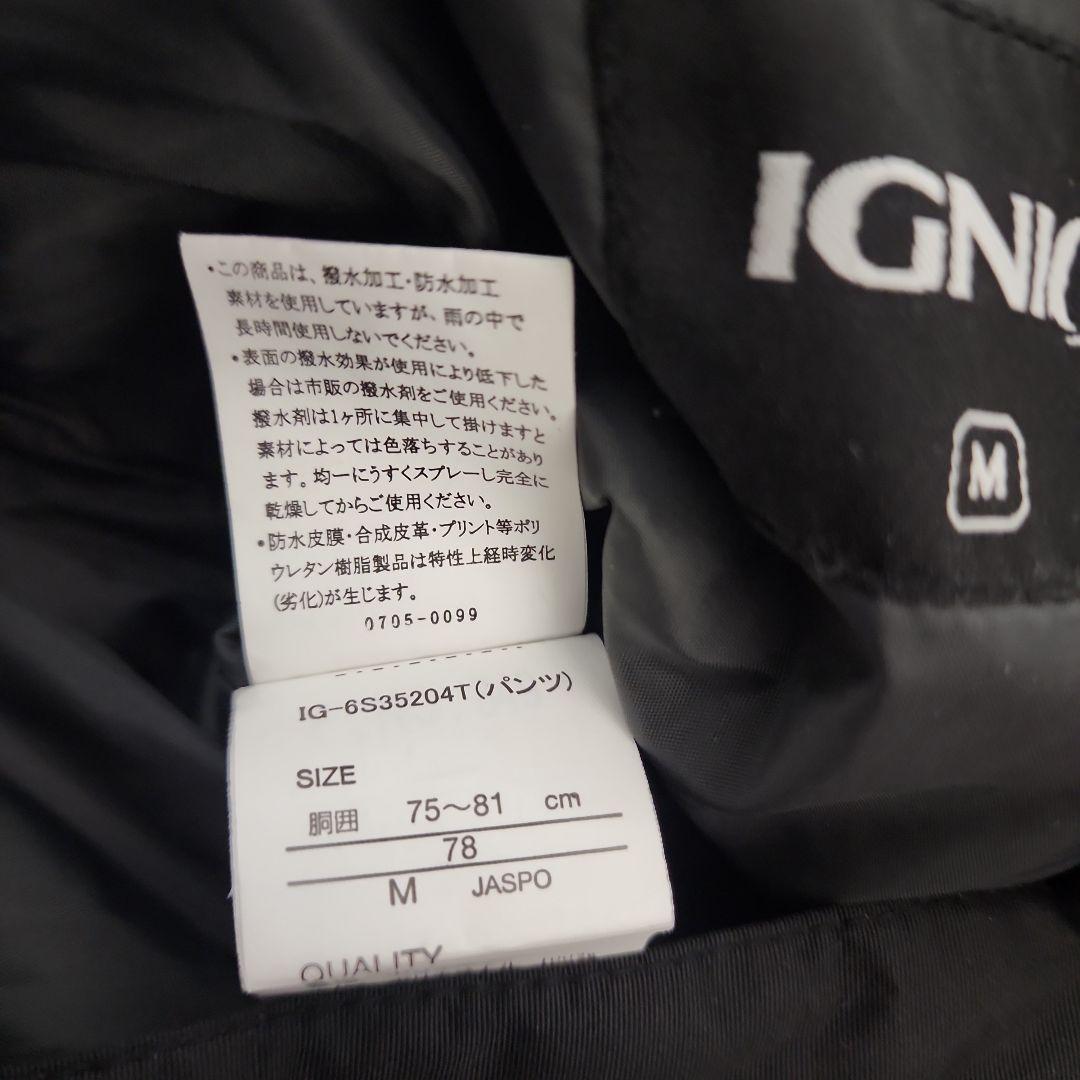 ・この商品は、撥水加工・防水加工
素材を使用していますが、雨の中で
長時間使用しないでください。
・表面の撥水効果が使用により低下した
場合は市販の撥水剤をご使用ください。
撥水剤は1ヶ所に集中して掛けますと
素材によっては色落ちすることがあり
ます。均一にうすくスプレーし完全に
乾燥してからご使用ください。
・防水皮膜・合成皮革・プリント等ポリ
ウレタン樹脂製品は特性上経時変化
(劣化)が生じます。
0705-0099
IG-6S35204T(パンツ)
SIZE
胴囲 75～81 cm
78
M JASPO
QUALITY
IGNI
M